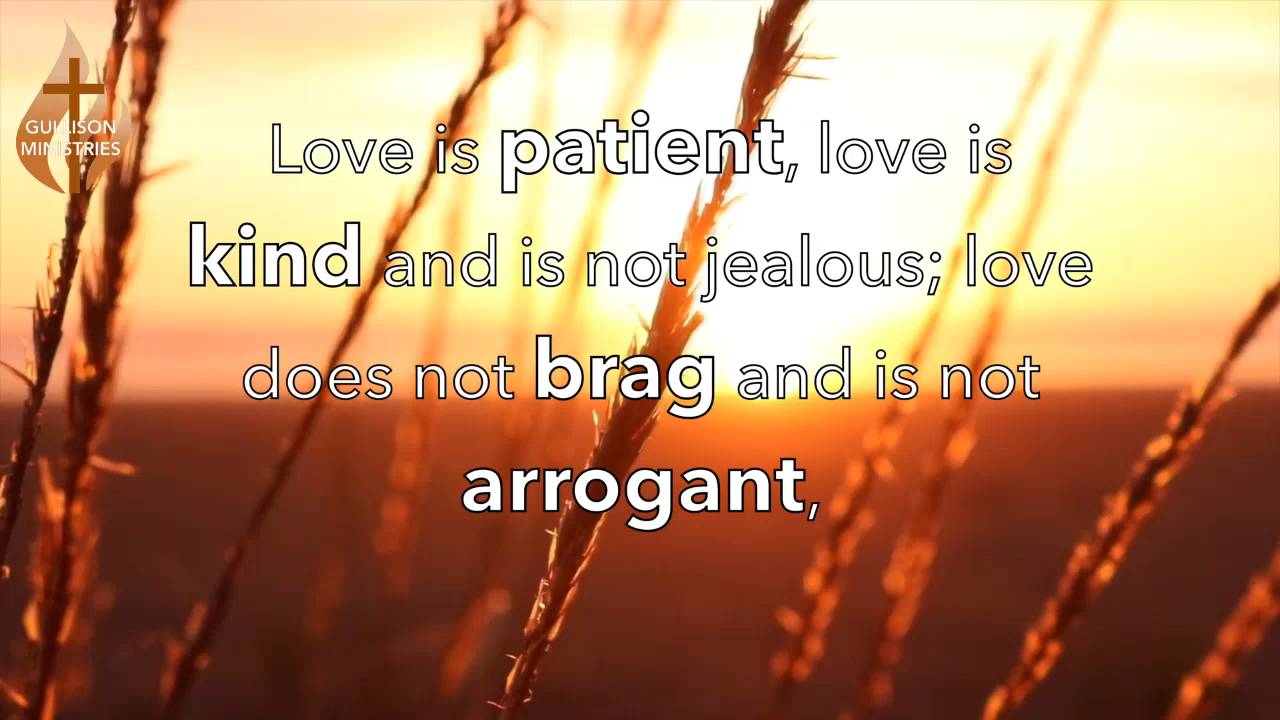 GULLISON
MINISTRIES
Love is patient, love is
kind and is not jealous; love
does not brag and is not
arrogant,